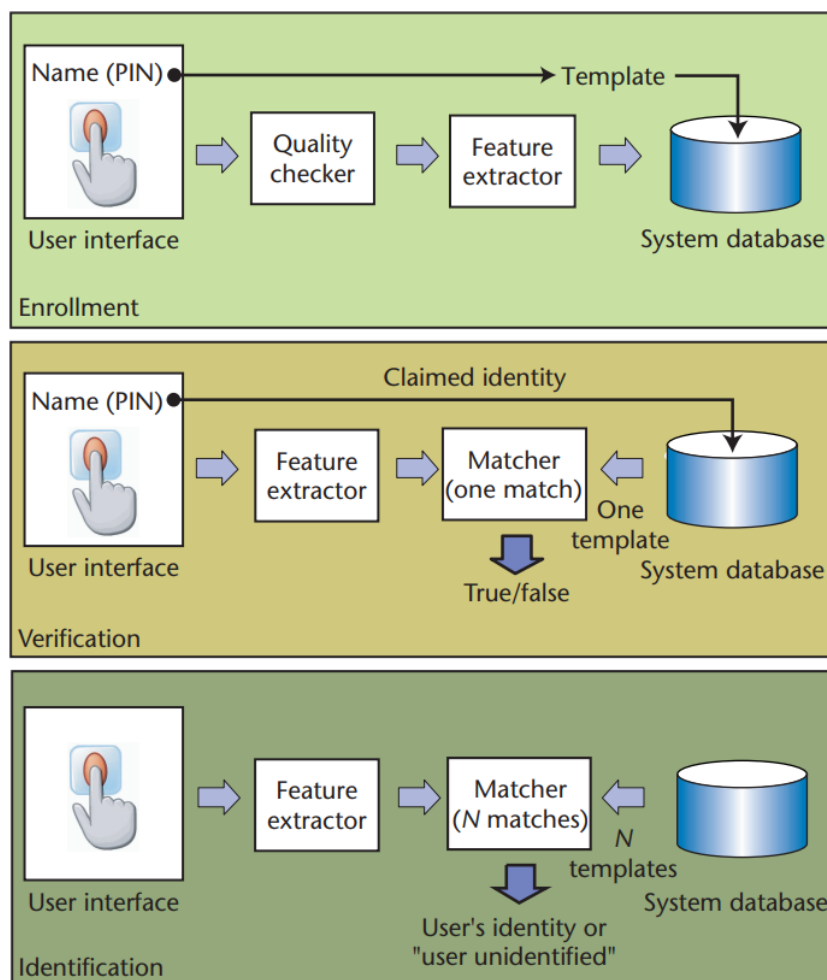 Name (PIN)
Template
Quality
checker
Feature
extractor
User interface
System database
Enrollment
Claimed identity
Name (PIN)
Feature
extractor
Matcher
(one match)
One
template
User interface
System database
True/false
Verification
Feature
extractor
Matcher
(N matches)
N
templates
User interface
System database
User's identity or
"user unidentified"
Identification